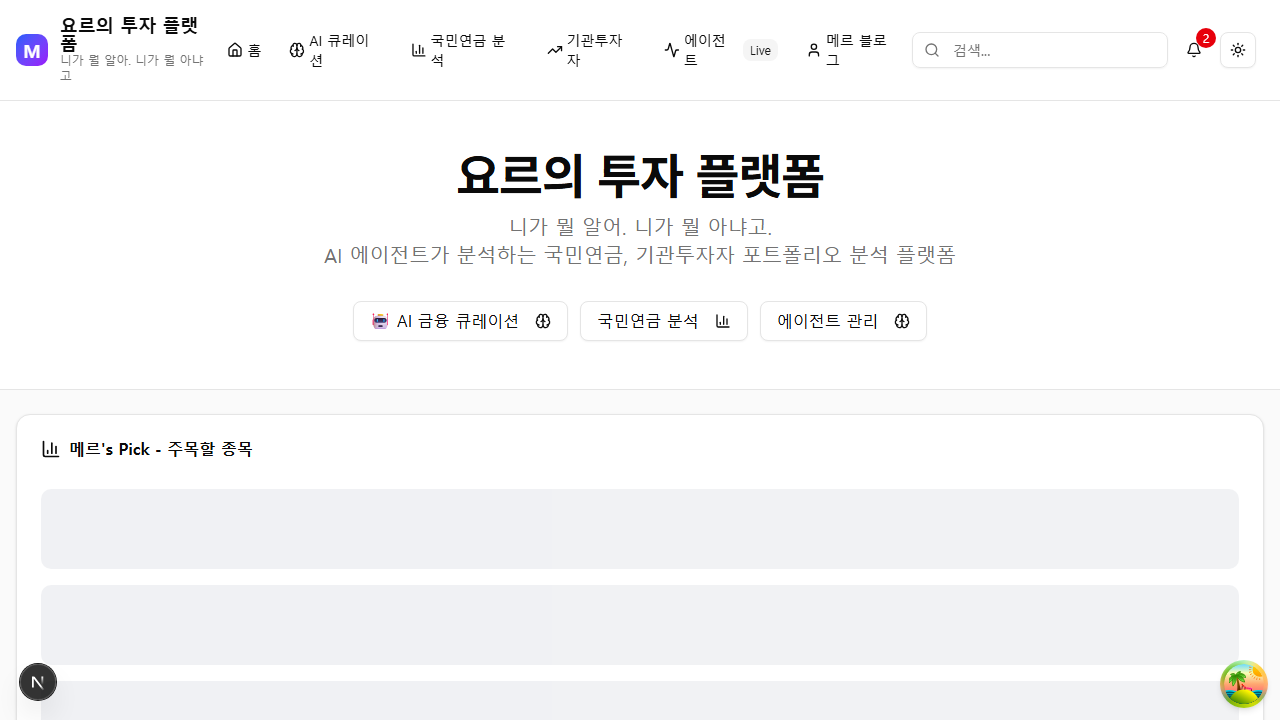 M
요르의 투자 플랫
폼
니가 뭘 알아. 니가 뭘 아냐
고
홈
AI 큐레이
션
국민연금 분
석
기관투자
자
에이전
트
Live
메르 블로
그
검색...
2
요르의 투자 플랫폼
니가 뭘 알어. 니가 뭘 아냐고.
AI 에이전트가 분석하는 국민연금, 기관투자자 포트폴리오 분석 플랫폼
AI 금융 큐레이션
국민연금 분석
에이전트 관리
메르's Pick - 주목할 종목
N